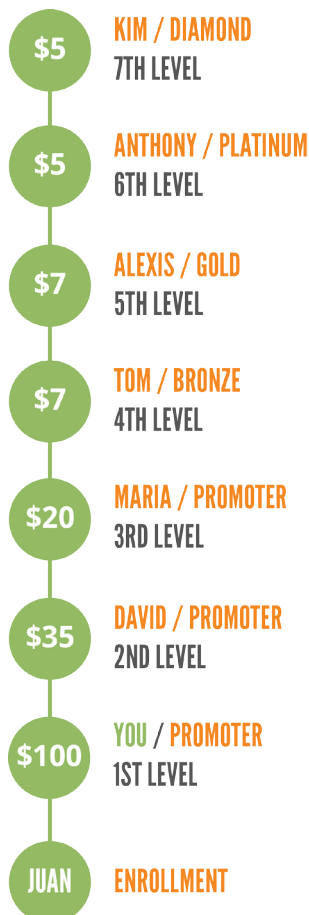 $5
KIM / DIAMOND
7TH LEVEL
$5
ANTHONY / PLATINUM
6TH LEVEL
$7
ALEXIS / GOLD
5TH LEVEL
$7
TOM / BRONZE
4TH LEVEL
$20
MARIA / PROMOTER
3RD LEVEL
$35
DAVID / PROMOTER
2ND LEVEL
$100
YOU / PROMOTER
1ST LEVEL
JUAN
ENROLLMENT